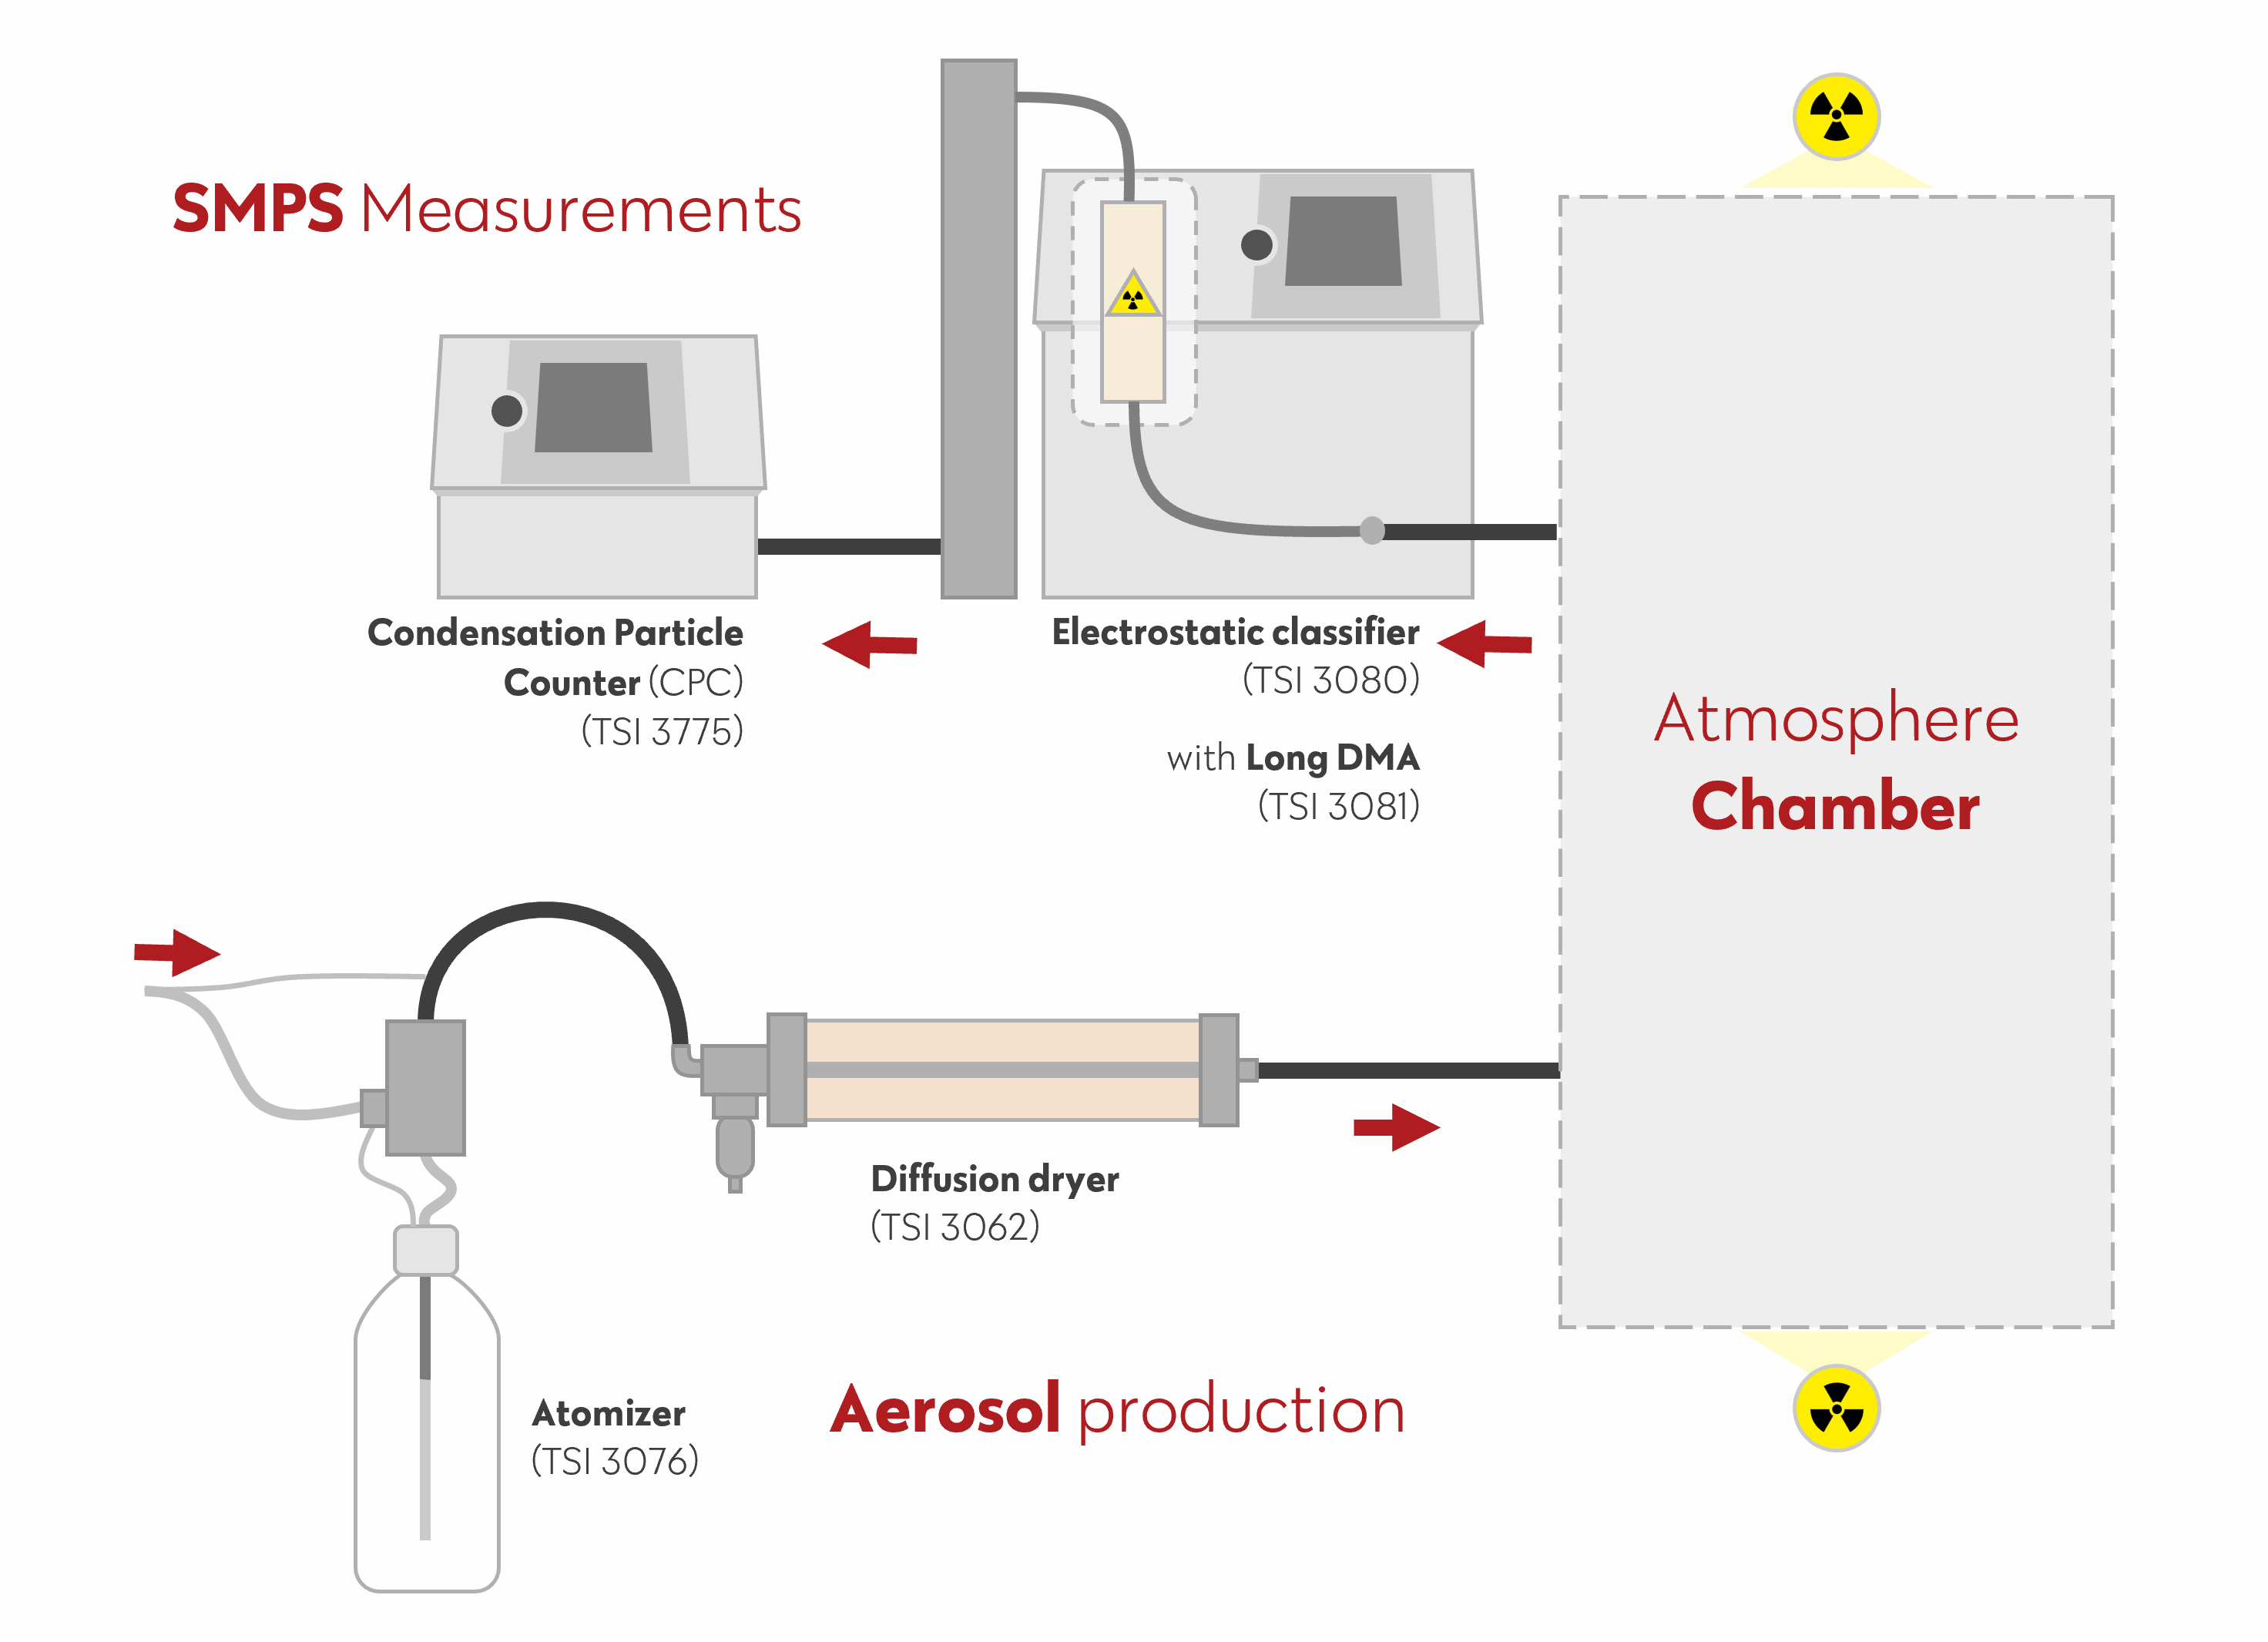 SMPS Measurements
Condensation Particle
Counter (CPC)
(TSI 3775)
Electrostatic classifier
(TSI 3080)
with Long DMA
(TSI 3081)
Atmosphere
Chamber
Diffusion dryer
(TSI 3062)
Atomizer
(TSI 3076)
Aerosol production